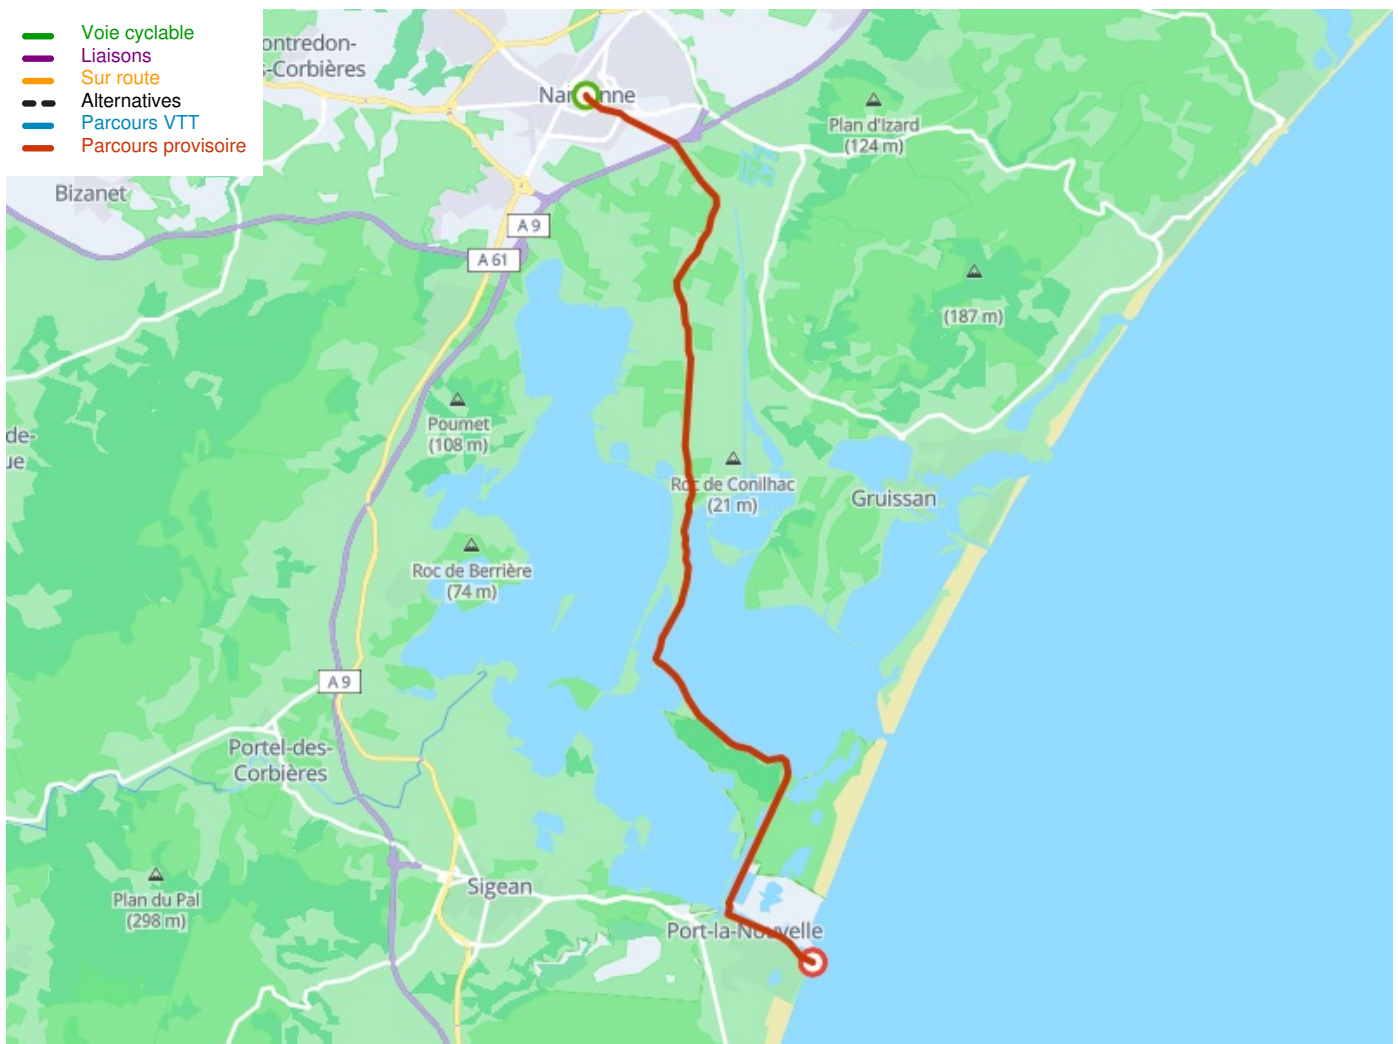 Voie cyclable
Liaisons
Sur route
Alternatives
Parcours VTT
Parcours provisoire
ontredon-
s-Corbières
Plan d'Izard
(124 m)
Bizanet
A 9
A 61
(187 m)
Poumet
(108 m)
de-
Roc de Conilhac
(21 m)
Gruissan
Roc de Berrière
(74 m)
A 9
Portel-des-
Corbières
Sigean
Plan du Pal
(298 m)
Port-la-Nouvelle